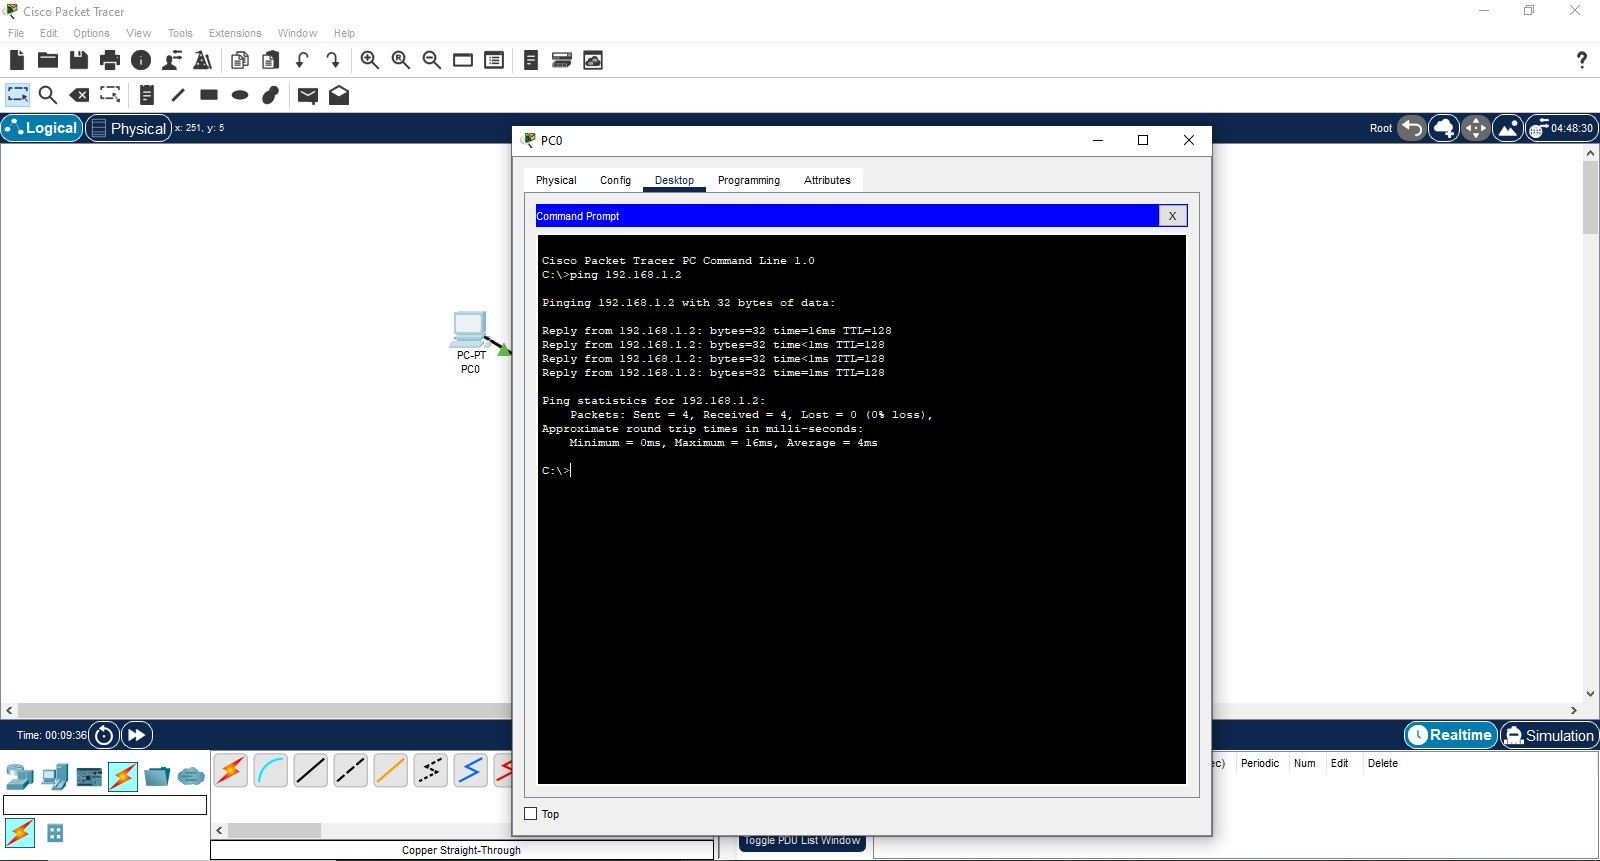 Cisco Packet Tracer
File Edit Options View Tools Extensions Window Help
Logical Physical x: 251, y: 5
Root 04:48:30
PC0
Physical Config Desktop Programming Attributes
Command Prompt X
Cisco Packet Tracer PC Command Line 1.0
C:\>ping 192.168.1.2
Pinging 192.168.1.2 with 32 bytes of data:
Reply from 192.168.1.2: bytes=32 time=16ms TTL=128
Reply from 192.168.1.2: bytes=32 time<1ms TTL=128
Reply from 192.168.1.2: bytes=32 time<1ms TTL=128
Reply from 192.168.1.2: bytes=32 time=1ms TTL=128
Ping statistics for 192.168.1.2:
Packets: Sent = 4, Received = 4, Lost = 0 (0% loss),
Approximate round trip times in milli-seconds:
Minimum = 0ms, Maximum = 16ms, Average = 4ms
C:\>
PC-PT
PC0
Top
Time: 00:09:36
Realtime Simulation
Periodic Num Edit Delete
Toggle PDU List Window
Copper Straight-Through